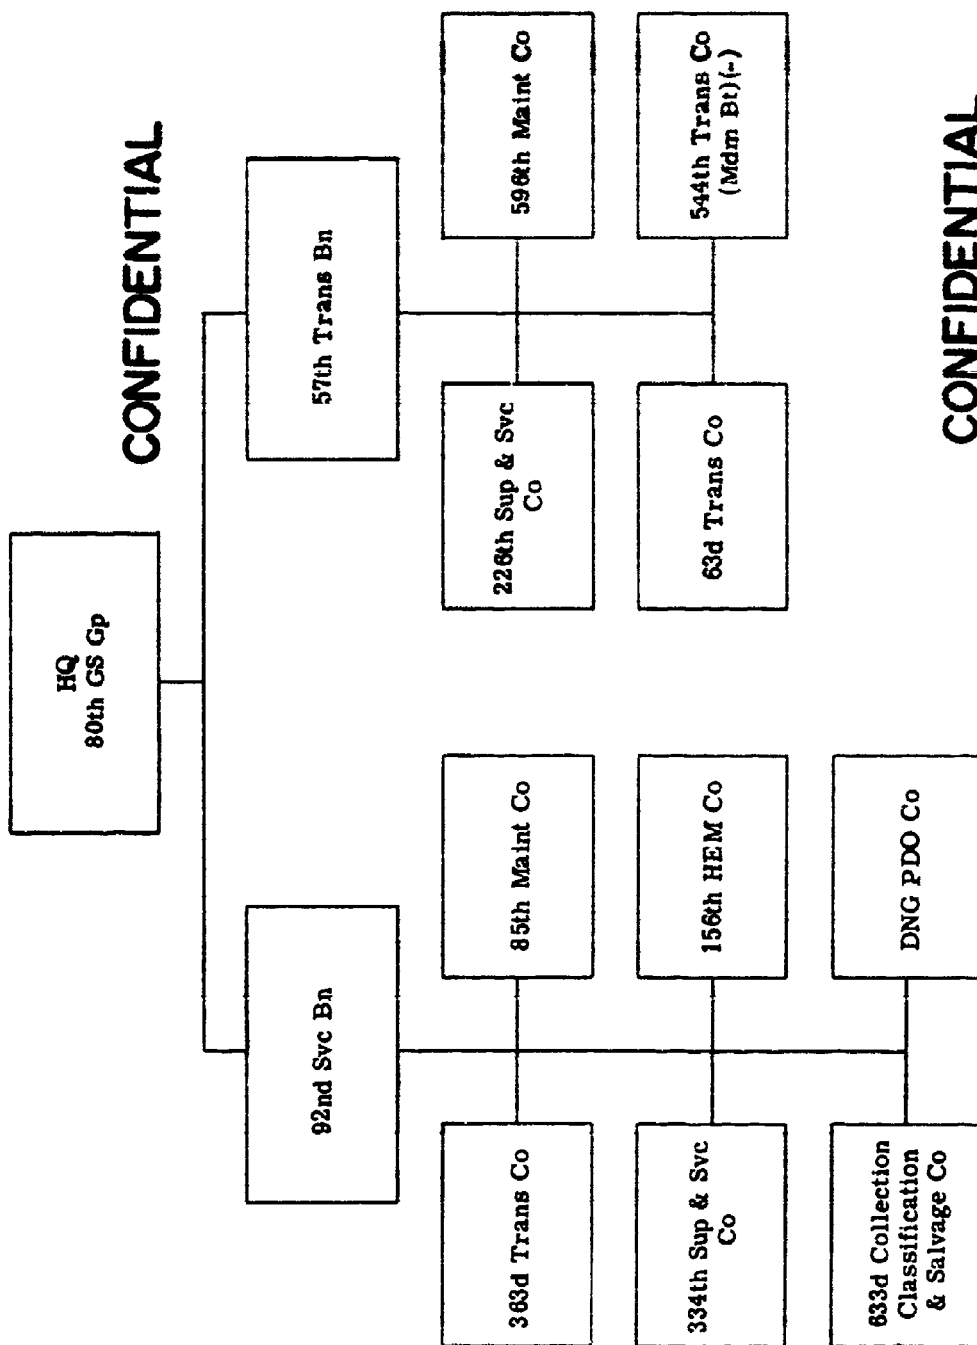 HQ
80th GS Gp
CONFIDENTIAL
92nd Svc Bn
57th Trans Bn
363d Trans Co
85th Maint Co
226th Sup & Svc
Co
596th Maint Co
334th Sup & Svc
Co
156th HEM Co
63d Trans Co
544th Trans Co
(Mdm Bt)(-)
633d Collection
Classification
& Salvage Co
DNG PDO Co
CONFIDENTIAL